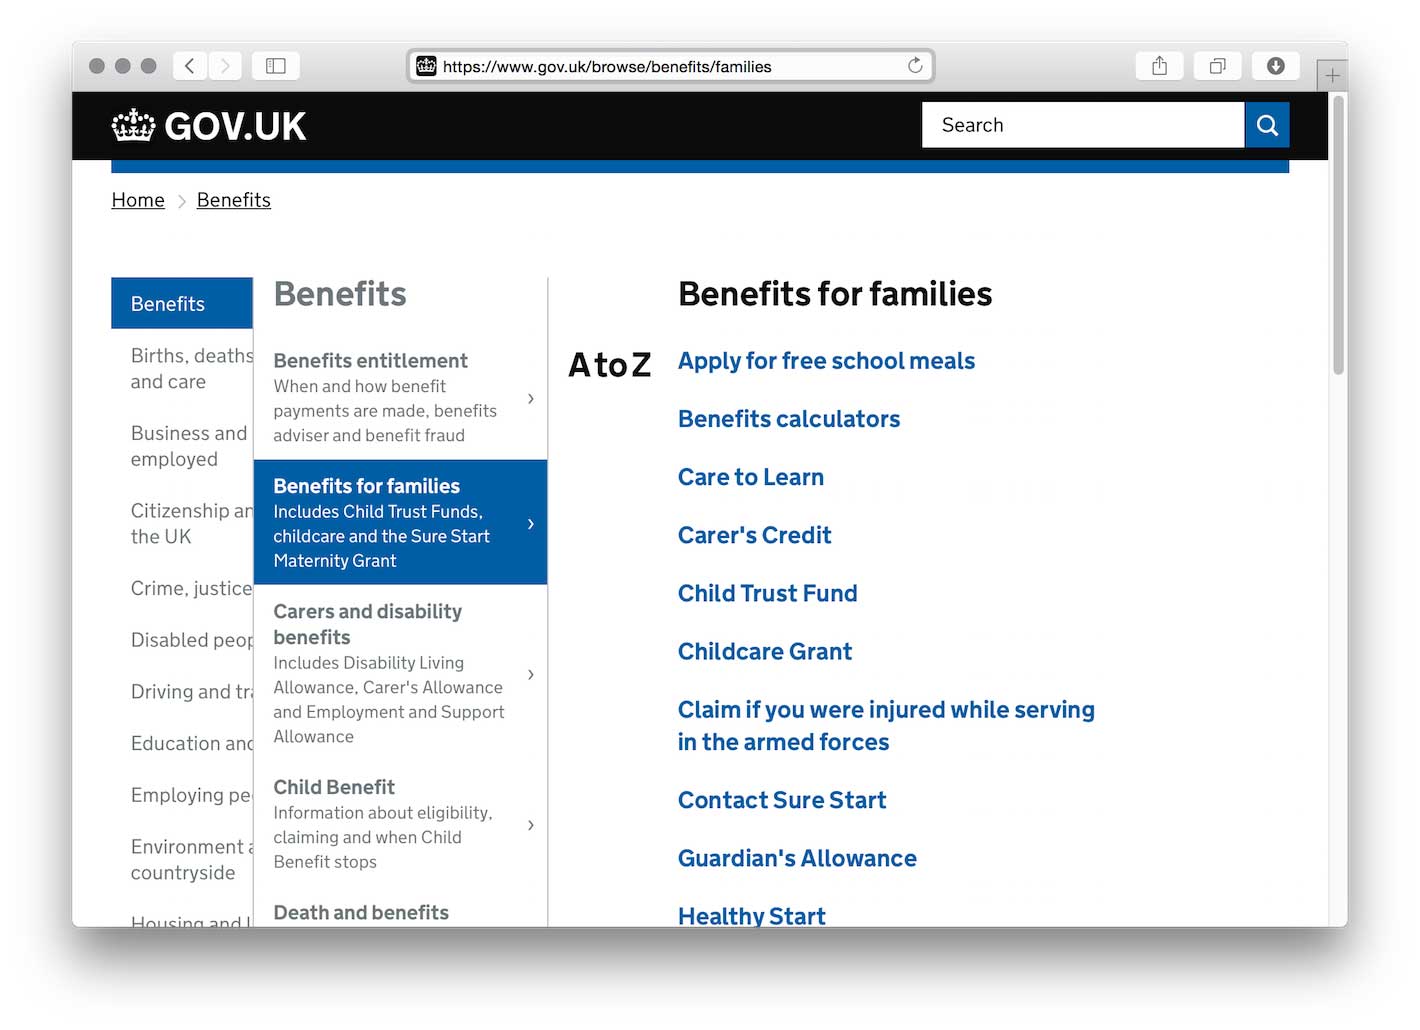 https://www.gov.uk/browse/benefits/families
GOV.UK
Search
Home
Benefits
Benefits
Births, deaths
and care
Business and
employed
Citizenship an
the UK
Crime, justice
Disabled peop
Driving and tra
Education and
Employing pe
Environment a
countryside
Housing and l
Benefits
Benefits entitlement
When and how benefit
payments are made, benefits
adviser and benefit fraud
Benefits for families
Includes Child Trust Funds,
childcare and the Sure Start
Maternity Grant
Carers and disability
benefits
Includes Disability Living
Allowance, Carer's Allowance
and Employment and Support
Allowance
Child Benefit
Information about eligibility,
claiming and when Child
Benefit stops
Death and benefits
Benefits for families
A to Z
Apply for free school meals
Benefits calculators
Care to Learn
Carer's Credit
Child Trust Fund
Childcare Grant
Claim if you were injured while serving
in the armed forces
Contact Sure Start
Guardian's Allowance
Healthy Start